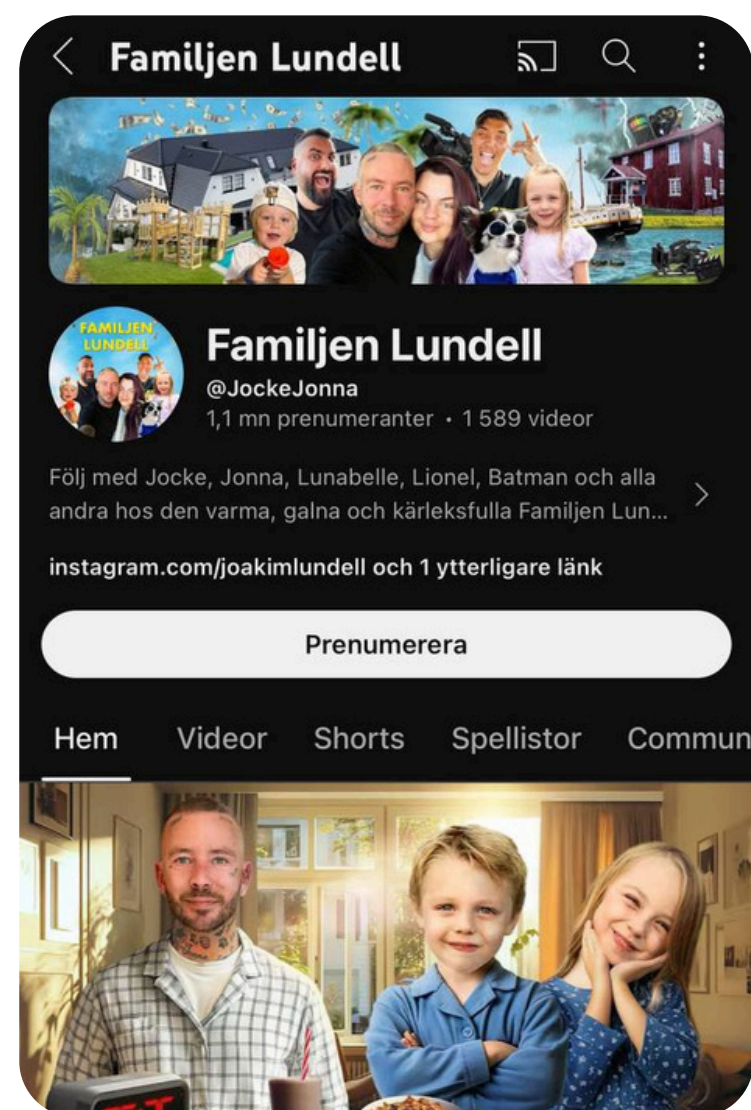 Familjen Lundell
FAMILJEN
LUNDELL
Familjen Lundell
@JockeJonna
1,1 mn prenumeranter • 1 589 videor
Följ med Jocke, Jonna, Lunabelle, Lionel, Batman och alla
andra hos den varma, galna och kärleksfulla Familjen Lun...
instagram.com/joakimlundell och 1 ytterligare länk
Prenumerera
Hem Videor Shorts Spellistor Commun